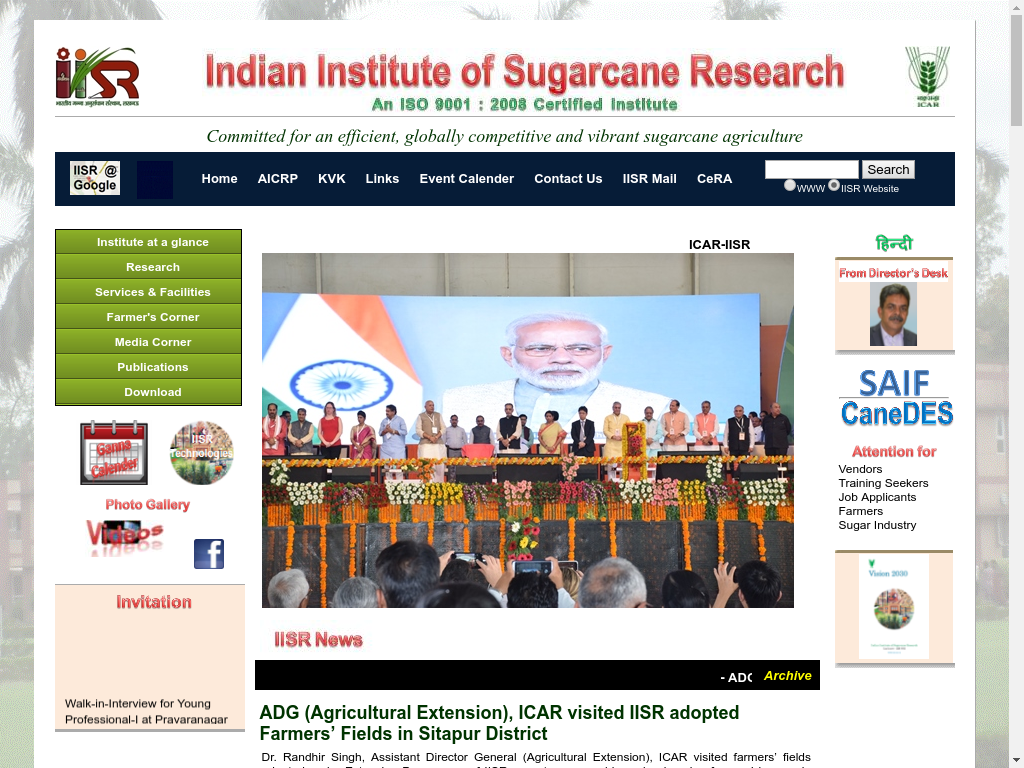 IISR
भारतीय गन्ना अनुसंधान संस्थान, लखनऊ
Indian Institute of Sugarcane Research
An ISO 9001 : 2008 Certified Institute
ICAR
Committed for an efficient, globally competitive and vibrant sugarcane agriculture
IISR @
Google
Home AICRP KVK Links Event Calender Contact Us IISR Mail CeRA
Search
WWW IISR Website
Institute at a glance
Research
Services & Facilities
Farmer's Corner
Media Corner
Publications
Download
Ganna
Calender
IISR
Technologies
Photo Gallery
Videos
f
Invitation
Walk-in-Interview for Young
Professional-I at Pravaranagar
ICAR-IISR
IISR News
- ADG
Archive
ADG (Agricultural Extension), ICAR visited IISR adopted
Farmers' Fields in Sitapur District
Dr. Randhir Singh, Assistant Director General (Agricultural Extension), ICAR visited farmers' fields
हिन्दी
From Director's Desk
SAIF
CaneDES
Attention for
Vendors
Training Seekers
Job Applicants
Farmers
Sugar Industry
Vision 2030